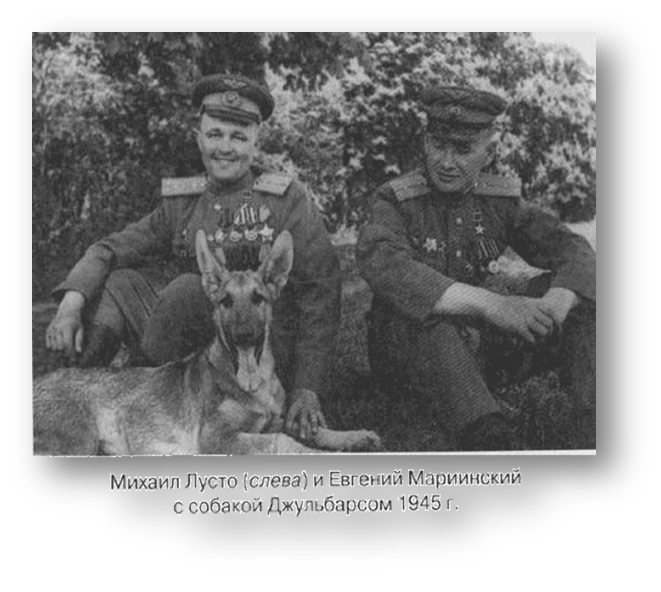 Михаил Лусто (слева) и Евгений Мариинский
с собакой Джульбарсом 1945 г.